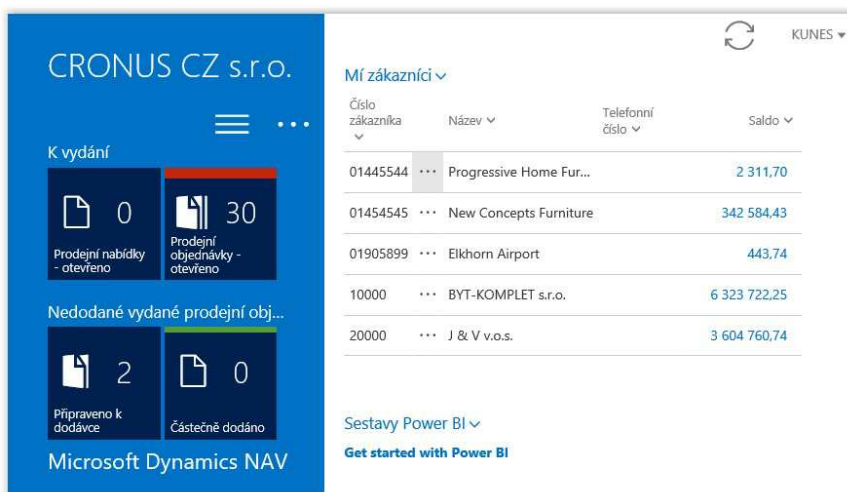 CRONUS CZ s.r.o.
K vydání
0
Prodejní nabídky
- otevřeno
30
Prodejní
objednávky -
otevřeno
Nedodané vydané prodejní obj...
2
Připraveno k
dodávce
0
Částečně dodáno
Microsoft Dynamics NAV
KUNES
Mí zákazníci
Číslo zákazníka Název Telefonní číslo Saldo
01445544 ··· Progressive Home Fur... 2 311,70
01454545 ··· New Concepts Furniture 342 584,43
01905899 ··· Elkhorn Airport 443,74
10000 ··· BYT-KOMPLET s.r.o. 6 323 722,25
20000 ··· J & V v.o.s. 3 604 760,74
Sestavy Power BI
Get started with Power BI